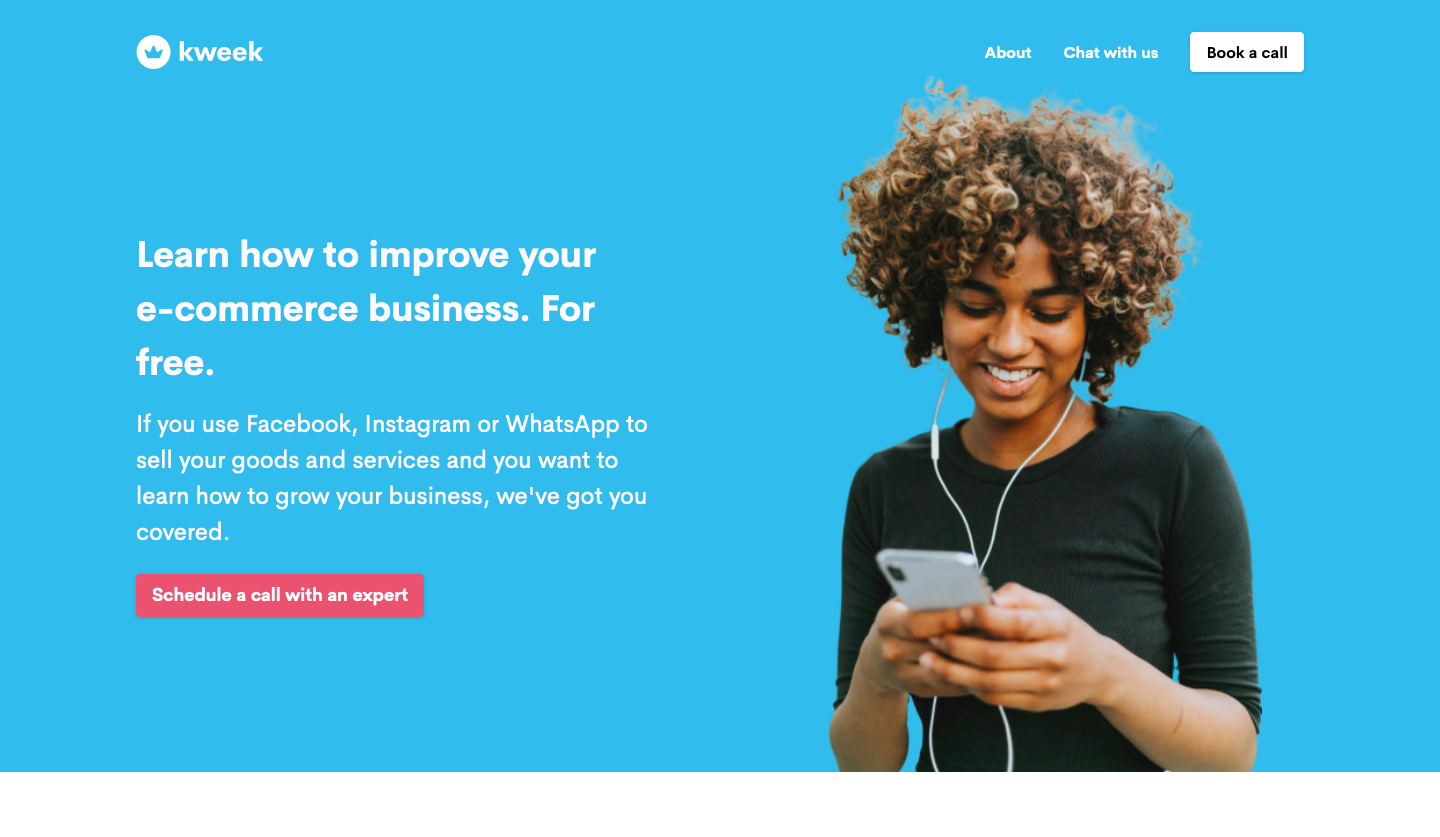 kweek
About
Chat with us
Book a call
Learn how to improve your
e-commerce business. For
free.
If you use Facebook, Instagram or WhatsApp to
sell your goods and services and you want to
learn how to grow your business, we've got you
covered.
Schedule a call with an expert